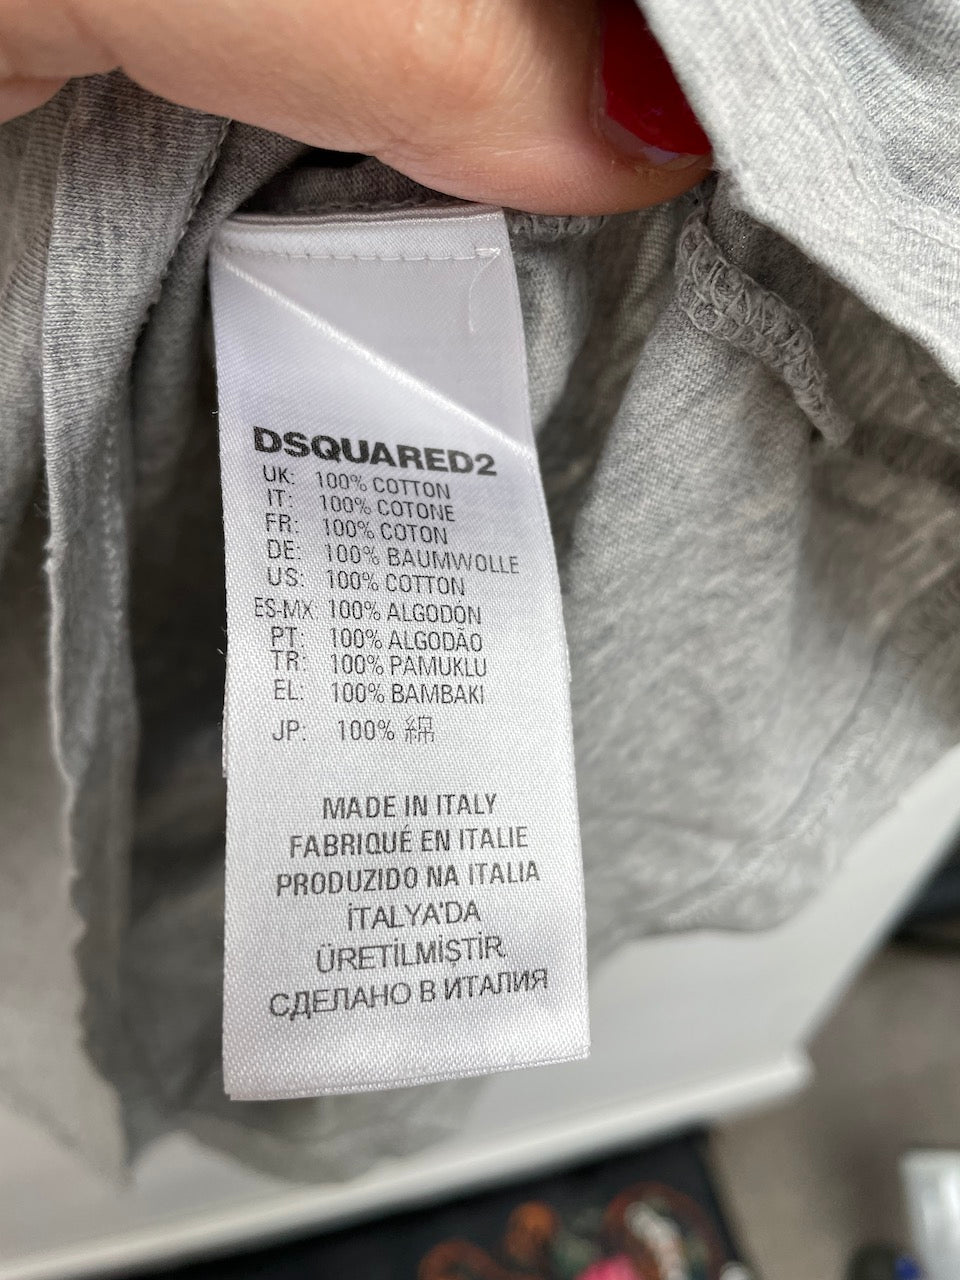 DSQUARED2
UK: 100% COTTON
IT: 100% COTONE
FR: 100% COTON
DE: 100% BAUMWOLLE
US: 100% COTTON
ES-MX 100% ALGODÓN
PT: 100% ALGODÃO
TR: 100% PAMUKLU
EL: 100% BAMBAKI
JP: 100% 綿
MADE IN ITALY
FABRIQUÉ EN ITALIE
PRODUZIDO NA ITALIA
İTALYA'DA
ÜRETİLMİŞTİR
СДЕЛАНО В ИТАЛИЯ